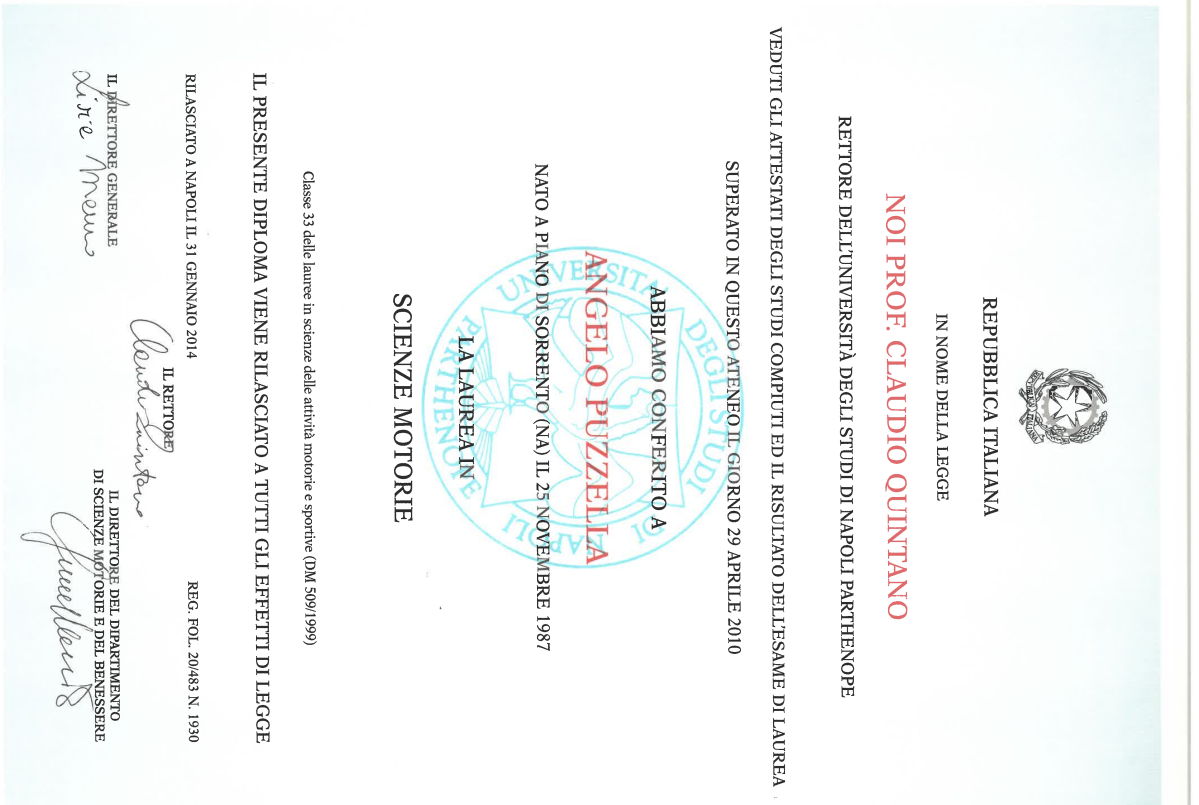 REPUBBLICA ITALIANA
IN NOME DELLA LEGGE
NOI PROF. CLAUDIO QUINTANO
RETTORE DELL'UNIVERSITÀ DEGLI STUDI DI NAPOLI PARTHENOPE
VEDUTI GLI ATTESTATI DEGLI STUDI COMPIUTI ED IL RISULTATO DELL'ESAME DI LAUREA
SUPERATO IN QUESTO ATENEO IL GIORNO 29 APRILE 2010
ABBIAMO CONFERITO A
ANGELO PUZZELLA
NATO A PIANO DI SORRENTO (NA) IL 25 NOVEMBRE 1987
LA LAUREA IN
SCIENZE MOTORIE
UNIVERSITA DEGLI STUDI DI NAPOLI PARTHENOPE
Classe 33 delle lauree in scienze delle attività motorie e sportive (DM 509/1999)
IL PRESENTE DIPLOMA VIENE RILASCIATO A TUTTI GLI EFFETTI DI LEGGE
RILASCIATO A NAPOLI IL 31 GENNAIO 2014
REG. FOL. 20/483 N. 1930
IL RETTORE
Claudio Quintano
IL DIRETTORE GENERALE
IL DIRETTORE DEL DIPARTIMENTO
DI SCIENZE MOTORIE E DEL BENESSERE